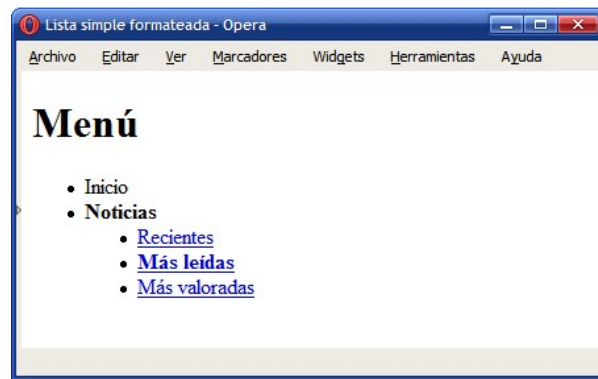 Lista simple formateada - Opera
Archivo Editar Ver Marcadores Widgets Herramientas Ayuda
Menú
Inicio
Noticias
Recientes
Más leídas
Más valoradas